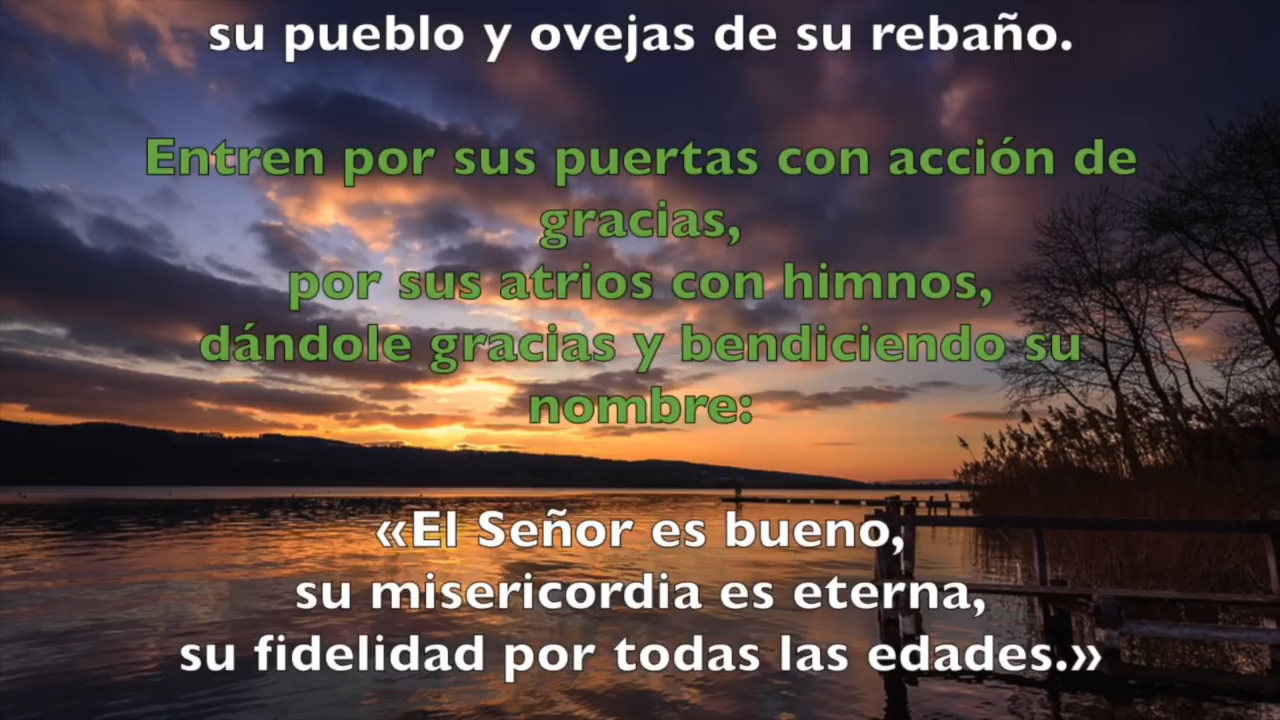 su pueblo y ovejas de su rebaño.
Entren por sus puertas con acción de
gracias,
por sus atrios con himnos,
dándole gracias y bendiciendo su
nombre:
«El Señor es bueno,
su misericordia es eterna,
su fidelidad por todas las edades.»